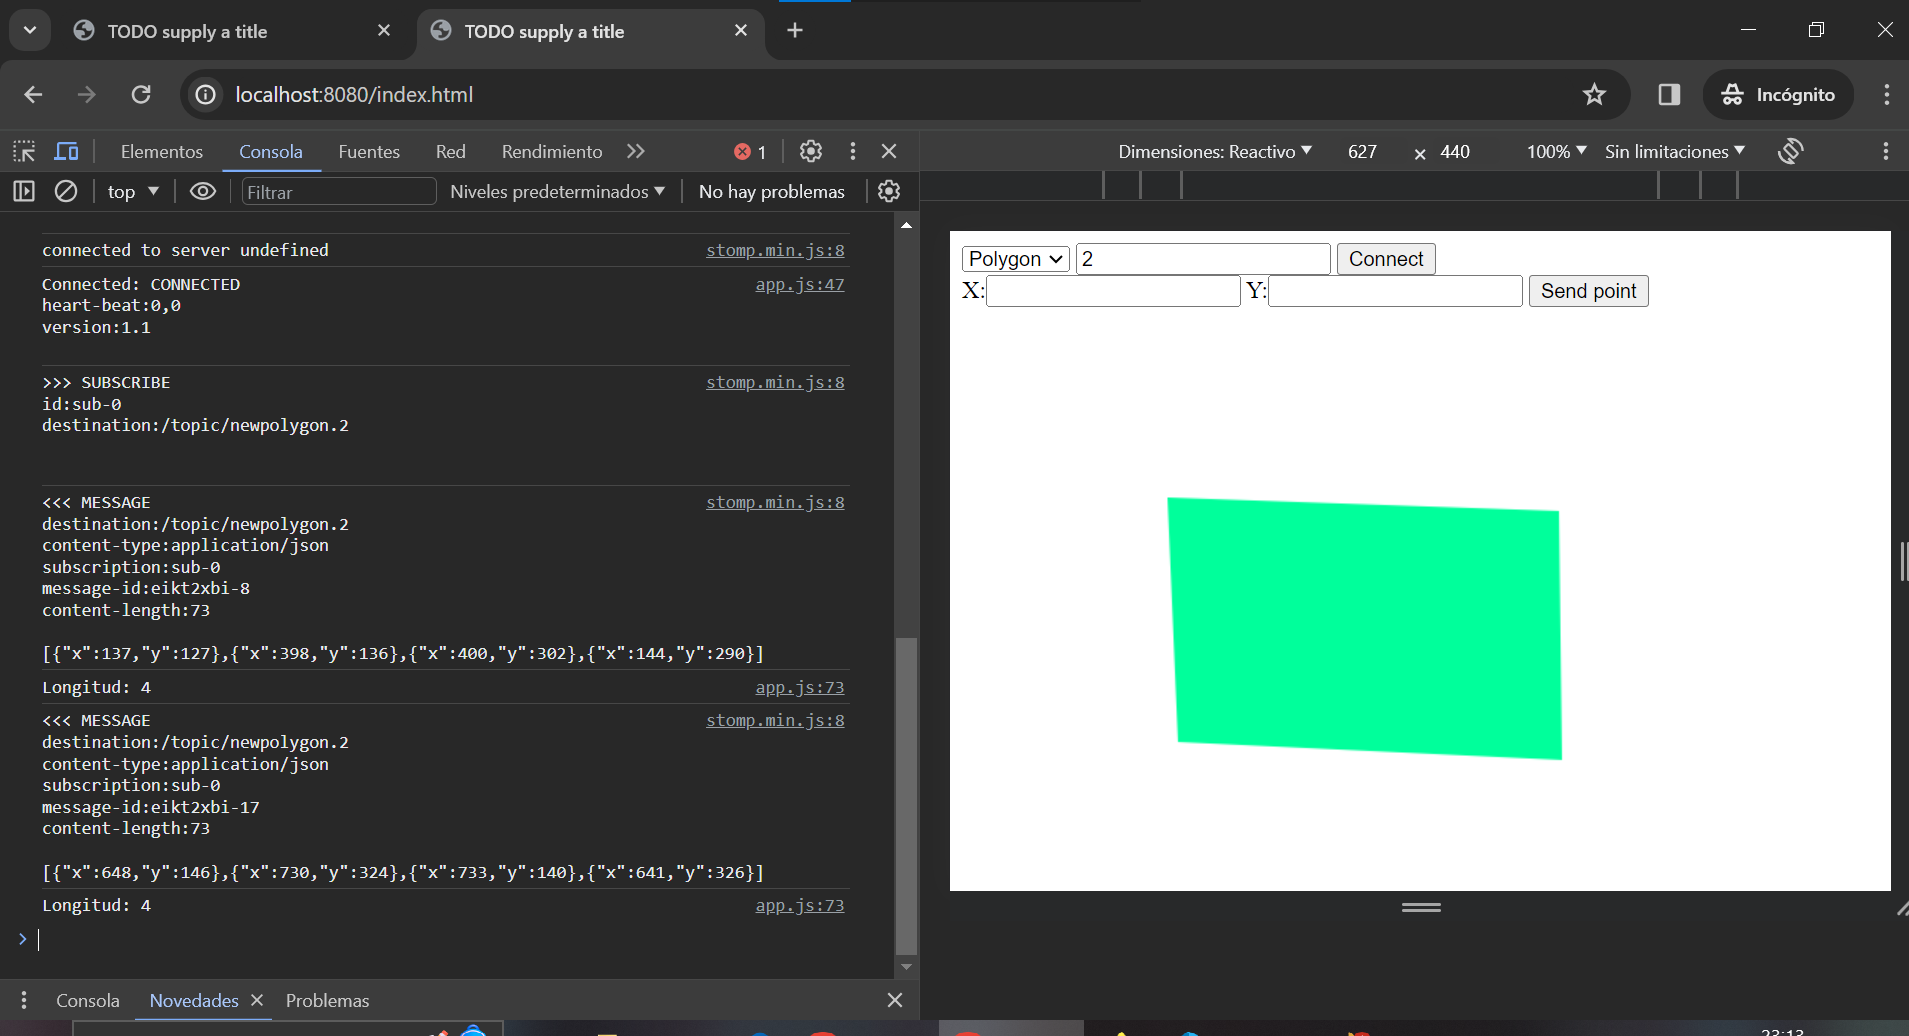 TODO supply a title
TODO supply a title
localhost:8080/index.html
Incógnito
Elementos Consola Fuentes Red Rendimiento 1
Dimensiones: Reactivo 627 × 440 100% Sin limitaciones
top Filtrar Niveles predeterminados No hay problemas
connected to server undefined stomp.min.js:8
Connected: CONNECTED app.js:47
heart-beat:0,0
version:1.1
>>> SUBSCRIBE stomp.min.js:8
id:sub-0
destination:/topic/newpolygon.2
<<< MESSAGE stomp.min.js:8
destination:/topic/newpolygon.2
content-type:application/json
subscription:sub-0
message-id:eikt2xbi-8
content-length:73
[{"x":137,"y":127},{"x":398,"y":136},{"x":400,"y":302},{"x":144,"y":290}]
Longitud: 4 app.js:73
<<< MESSAGE stomp.min.js:8
destination:/topic/newpolygon.2
content-type:application/json
subscription:sub-0
message-id:eikt2xbi-17
content-length:73
[{"x":648,"y":146},{"x":730,"y":324},{"x":733,"y":140},{"x":641,"y":326}]
Longitud: 4 app.js:73
>
Polygon 2 Connect
X: Y: Send point
Consola Novedades Problemas